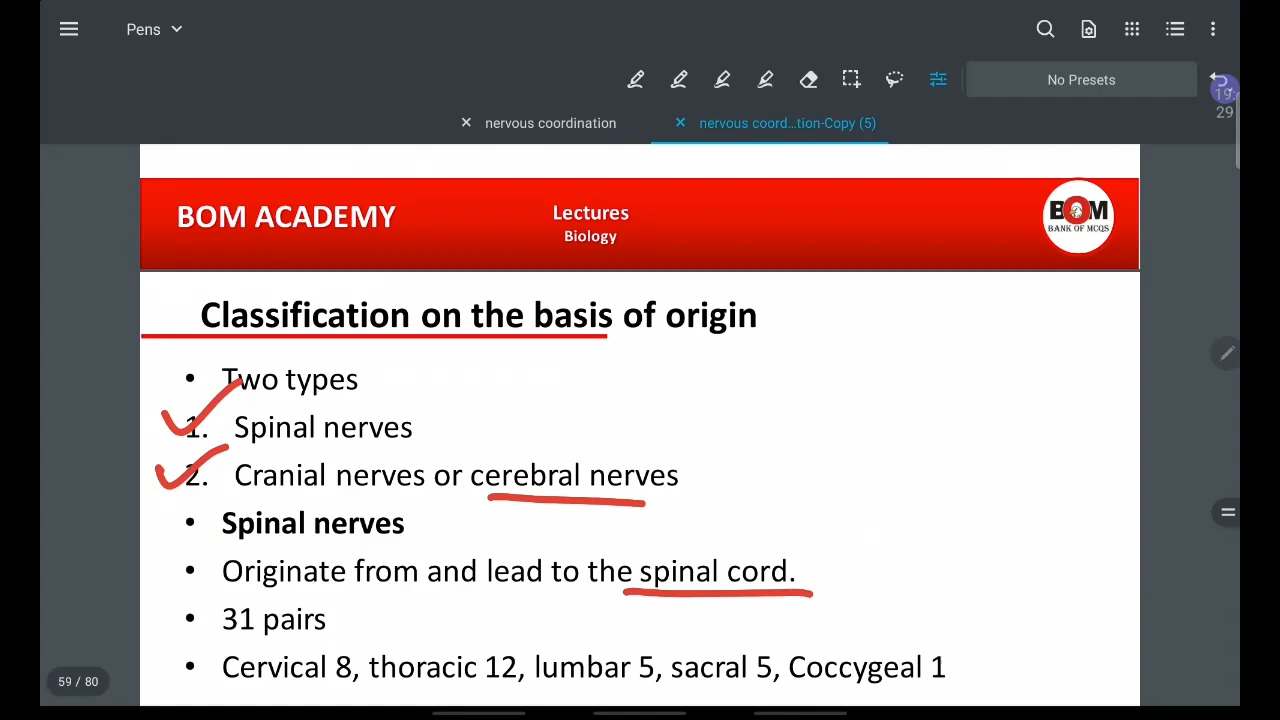 Pens
No Presets
19:
29
nervous coordination
nervous coord...tion-Copy (5)
BOM ACADEMY
Lectures
Biology
BOM
BANK OF MCQS
Classification on the basis of origin
• Two types
1. Spinal nerves
2. Cranial nerves or cerebral nerves
• Spinal nerves
• Originate from and lead to the spinal cord.
• 31 pairs
• Cervical 8, thoracic 12, lumbar 5, sacral 5, Coccygeal 1
59 / 80